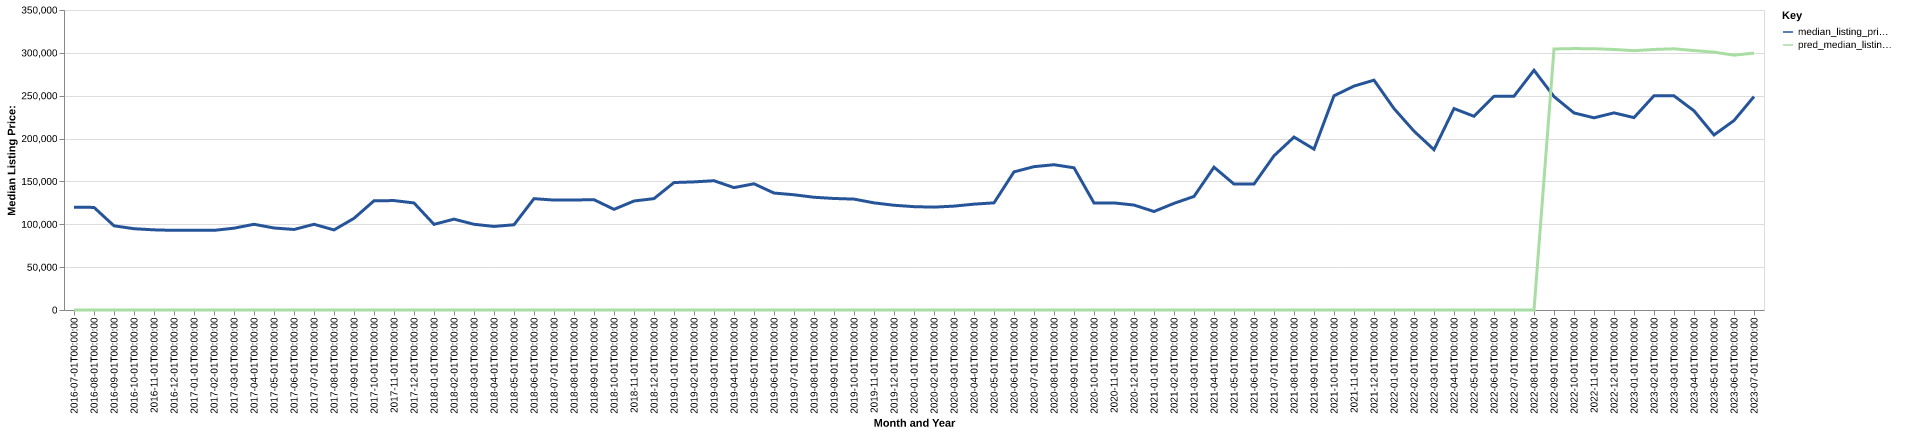 350,000
300,000
250,000
200,000
150,000
100,000
50,000
0
Median Listing Price:
2016-07-01T00:00:00
2016-08-01T00:00:00
2016-09-01T00:00:00
2016-10-01T00:00:00
2016-11-01T00:00:00
2016-12-01T00:00:00
2017-01-01T00:00:00
2017-02-01T00:00:00
2017-03-01T00:00:00
2017-04-01T00:00:00
2017-05-01T00:00:00
2017-06-01T00:00:00
2017-07-01T00:00:00
2017-08-01T00:00:00
2017-09-01T00:00:00
2017-10-01T00:00:00
2017-11-01T00:00:00
2017-12-01T00:00:00
2018-01-01T00:00:00
2018-02-01T00:00:00
2018-03-01T00:00:00
2018-04-01T00:00:00
2018-05-01T00:00:00
2018-06-01T00:00:00
2018-07-01T00:00:00
2018-08-01T00:00:00
2018-09-01T00:00:00
2018-10-01T00:00:00
2018-11-01T00:00:00
2018-12-01T00:00:00
2019-01-01T00:00:00
2019-02-01T00:00:00
2019-03-01T00:00:00
2019-04-01T00:00:00
2019-05-01T00:00:00
2019-06-01T00:00:00
2019-07-01T00:00:00
2019-08-01T00:00:00
2019-09-01T00:00:00
2019-10-01T00:00:00
2019-11-01T00:00:00
2019-12-01T00:00:00
2020-01-01T00:00:00
2020-02-01T00:00:00
2020-03-01T00:00:00
2020-04-01T00:00:00
2020-05-01T00:00:00
2020-06-01T00:00:00
2020-07-01T00:00:00
2020-08-01T00:00:00
2020-09-01T00:00:00
2020-10-01T00:00:00
2020-11-01T00:00:00
2020-12-01T00:00:00
2021-01-01T00:00:00
2021-02-01T00:00:00
2021-03-01T00:00:00
2021-04-01T00:00:00
2021-05-01T00:00:00
2021-06-01T00:00:00
2021-07-01T00:00:00
2021-08-01T00:00:00
2021-09-01T00:00:00
2021-10-01T00:00:00
2021-11-01T00:00:00
2021-12-01T00:00:00
2022-01-01T00:00:00
2022-02-01T00:00:00
2022-03-01T00:00:00
2022-04-01T00:00:00
2022-05-01T00:00:00
2022-06-01T00:00:00
2022-07-01T00:00:00
2022-08-01T00:00:00
2022-09-01T00:00:00
2022-10-01T00:00:00
2022-11-01T00:00:00
2022-12-01T00:00:00
2023-01-01T00:00:00
2023-02-01T00:00:00
2023-03-01T00:00:00
2023-04-01T00:00:00
2023-05-01T00:00:00
2023-06-01T00:00:00
2023-07-01T00:00:00
Month and Year
Key
median_listing_pri…
pred_median_listin…